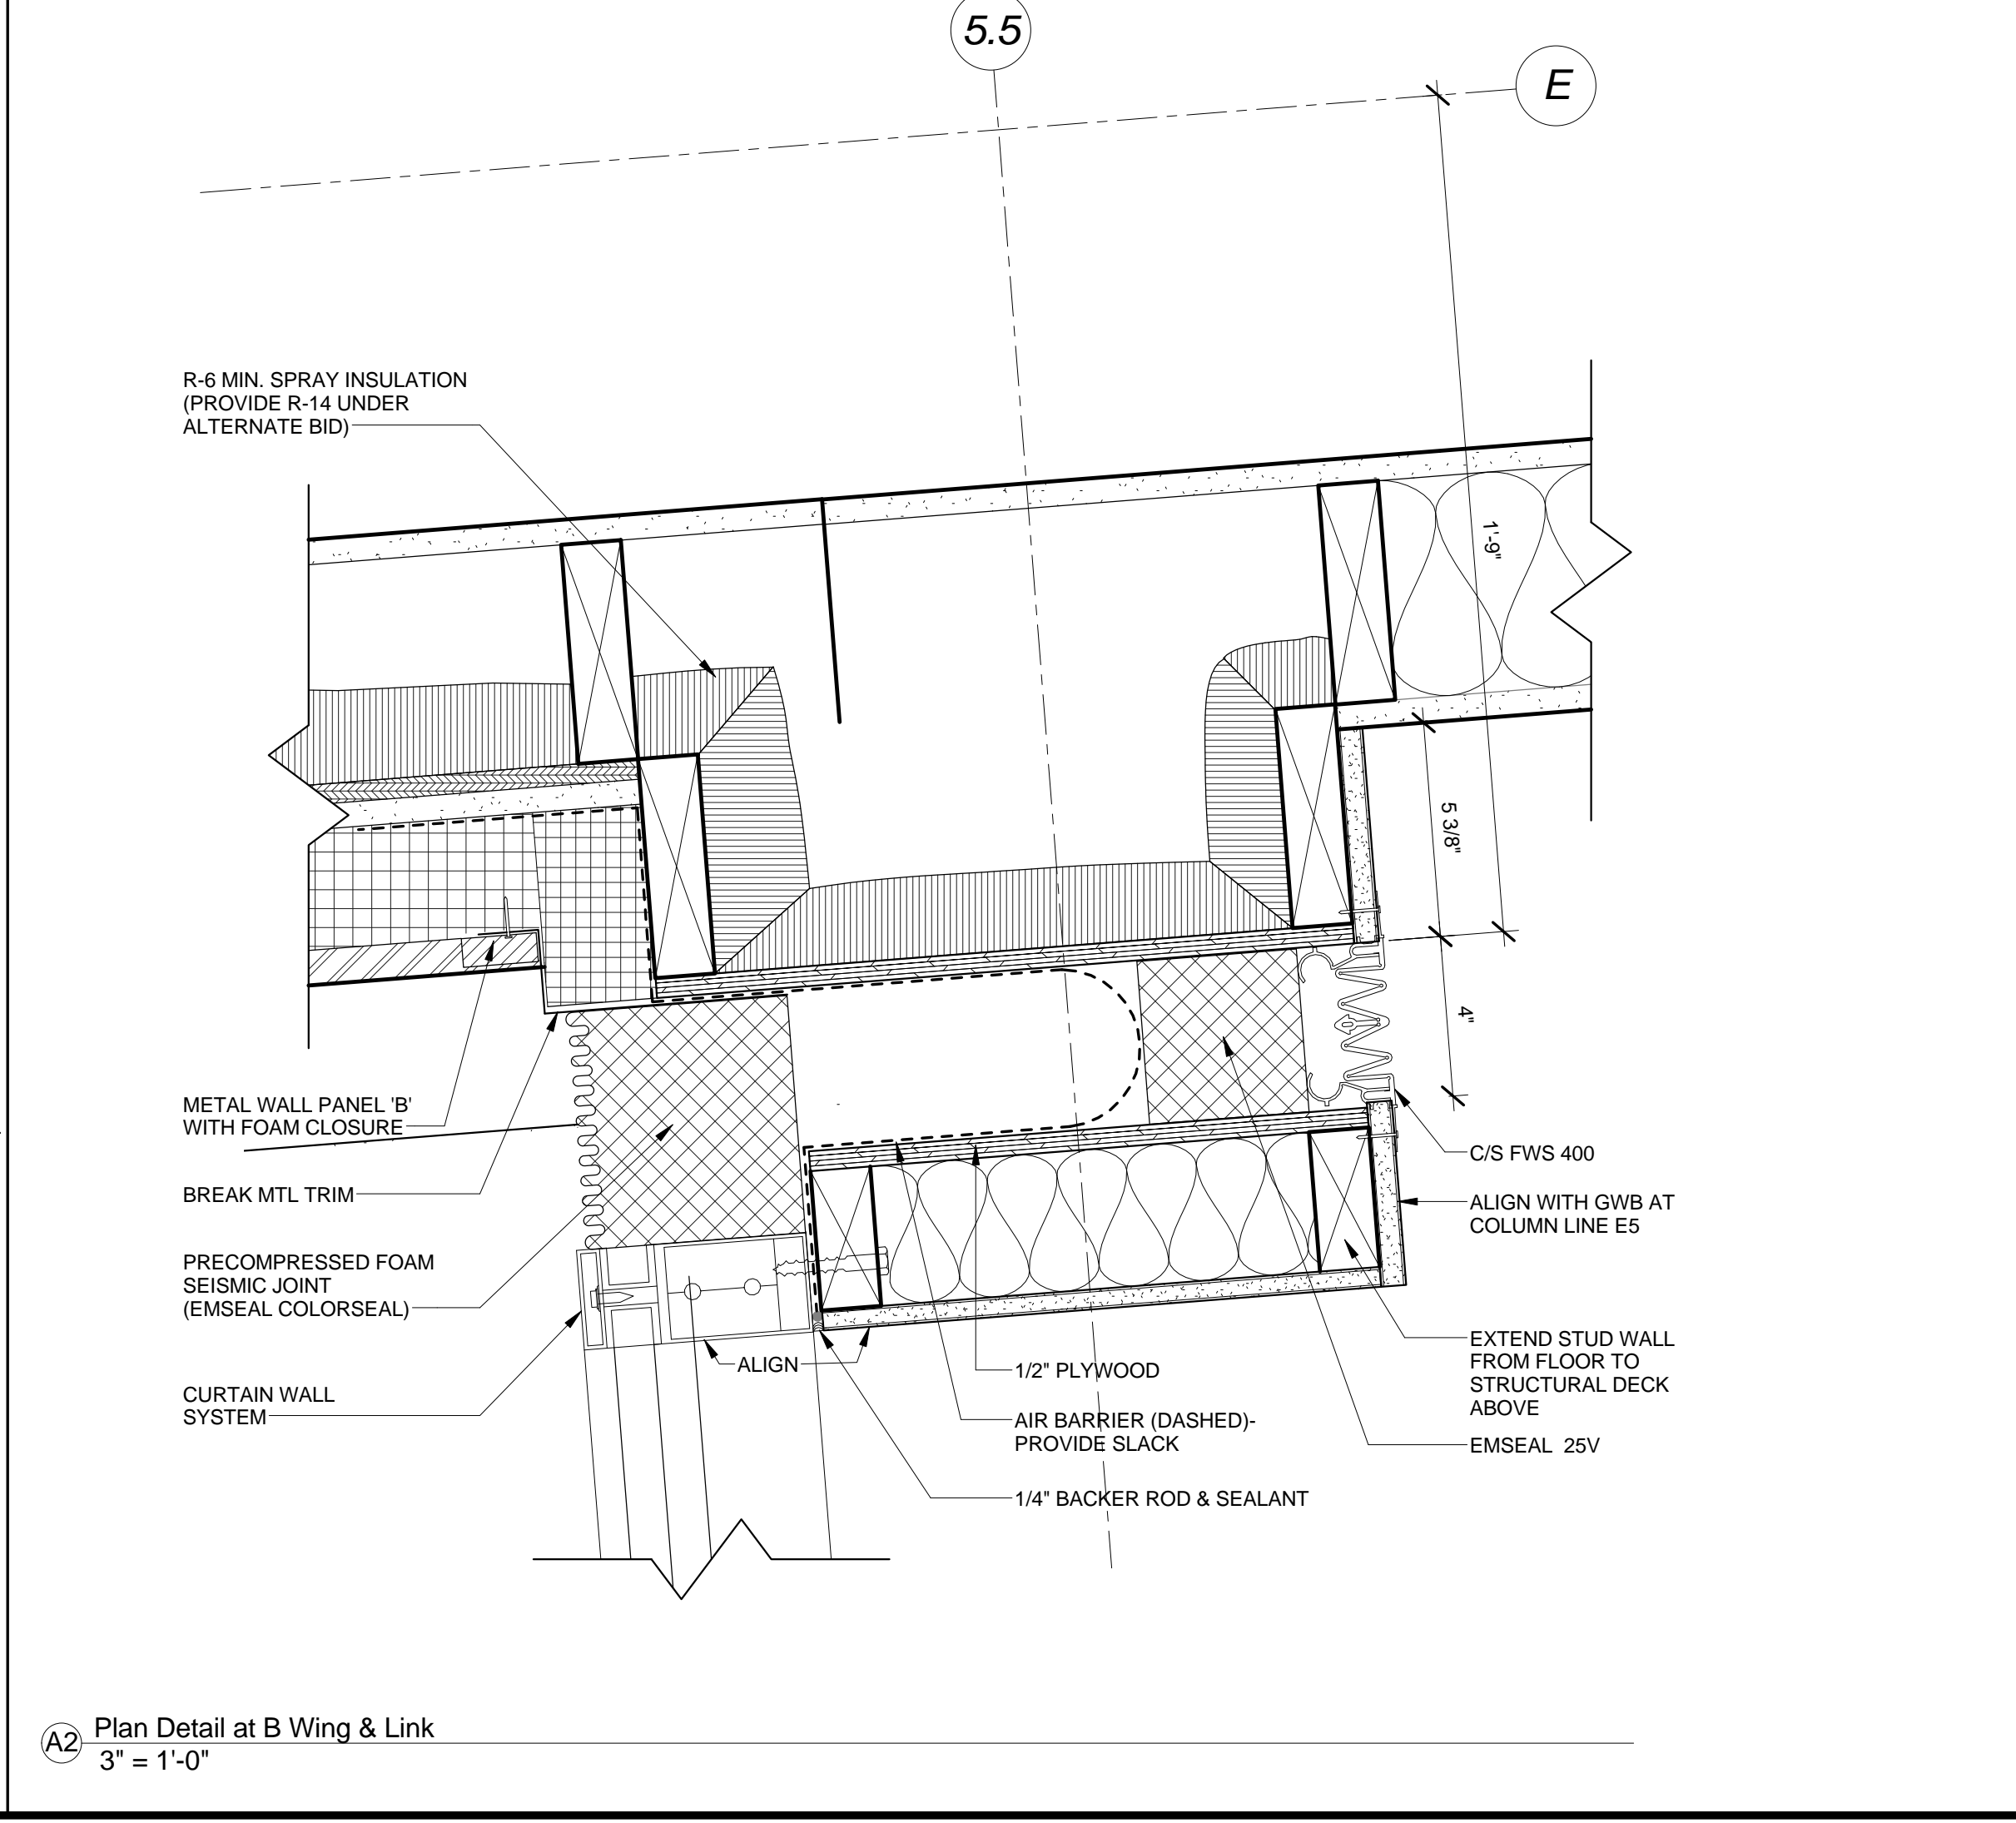 5.5
E
R-6 MIN. SPRAY INSULATION
(PROVIDE R-14 UNDER
ALTERNATE BID)
1'-9"
5 3/8"
4"
METAL WALL PANEL 'B'
WITH FOAM CLOSURE
BREAK MTL TRIM
PRECOMPRESSED FOAM
SEISMIC JOINT
(EMSEAL COLORSEAL)
CURTAIN WALL
SYSTEM
ALIGN
1/2" PLYWOOD
AIR BARRIER (DASHED)-
PROVIDE SLACK
1/4" BACKER ROD & SEALANT
C/S FWS 400
ALIGN WITH GWB AT
COLUMN LINE E5
EXTEND STUD WALL
FROM FLOOR TO
STRUCTURAL DECK
ABOVE
EMSEAL  25V
A2
Plan Detail at B Wing & Link
3" = 1'-0"